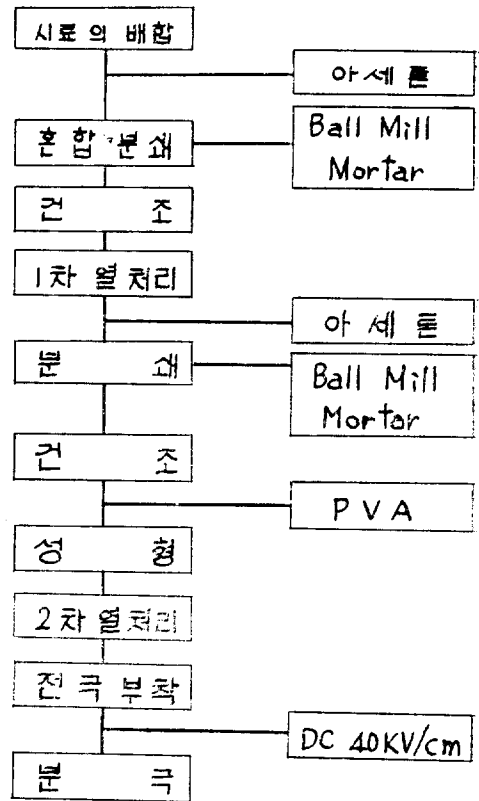 시료의 배합
아세톤
혼합 분쇄
Ball Mill
Mortar
건 조
1차 열처리
아세톤
분 쇄
Ball Mill
Mortar
건 조
PVA
성 형
2차 열처리
전극 부착
DC 40KV/cm
분 극